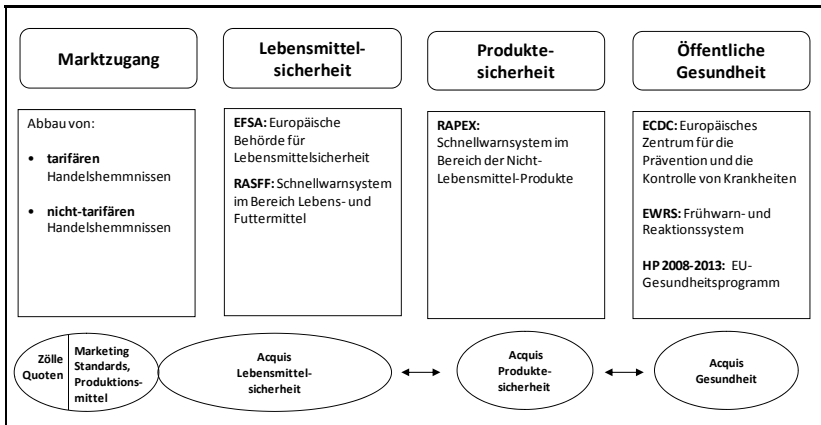 Marktzugang
Lebensmittel-
sicherheit
Produkte-
sicherheit
Öffentliche
Gesundheit
Abbau von:
• tarifären
Handelshemmnissen
• nicht-tarifären
Handelshemmnissen
EFSA: Europäische
Behörde für
Lebensmittelsicherheit
RASFF: Schnellwarnsystem
im Bereich Lebens- und
Futtermittel
RAPEX:
Schnellwarnsystem im
Bereich der Nicht-
Lebensmittel-Produkte
ECDC: Europäisches
Zentrum für die
Prävention und die
Kontrolle von Krankheiten
EWRS: Frühwarn- und
Reaktionssystem
HP 2008-2013: EU-
Gesundheitsprogramm
Zölle
Quoten
Marketing
Standards,
Produktions-
mittel
Acquis
Lebensmittel-
sicherheit
Acquis
Produkte-
sicherheit
Acquis
Gesundheit